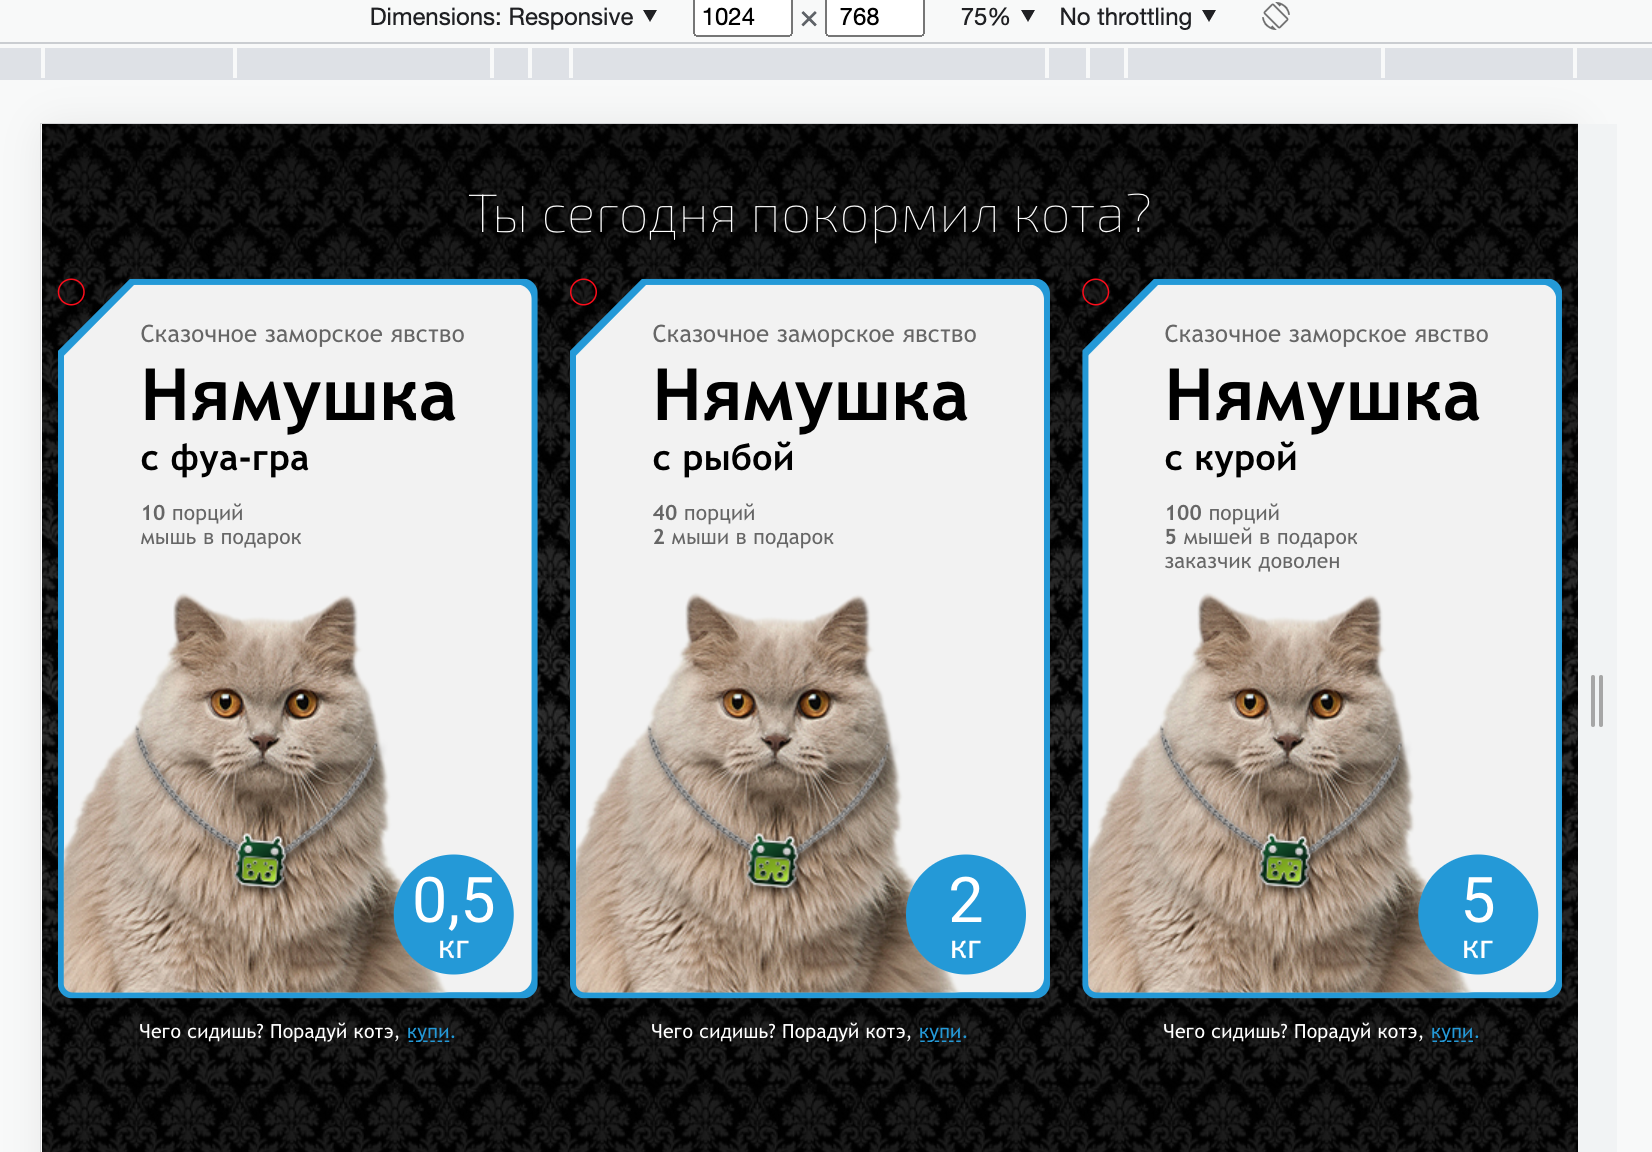 Dimensions: Responsive ▼ 1024 × 768 75% ▼ No throttling ▼
Ты сегодня покормил кота?
Сказочное заморское явство
Нямушка
с фуа-гра
10 порций
мышь в подарок
0,5
кг
Чего сидишь? Порадуй котэ, купи.
Сказочное заморское явство
Нямушка
с рыбой
40 порций
2 мыши в подарок
2
кг
Чего сидишь? Порадуй котэ, купи.
Сказочное заморское явство
Нямушка
с курой
100 порций
5 мышей в подарок
заказчик доволен
5
кг
Чего сидишь? Порадуй котэ, купи.